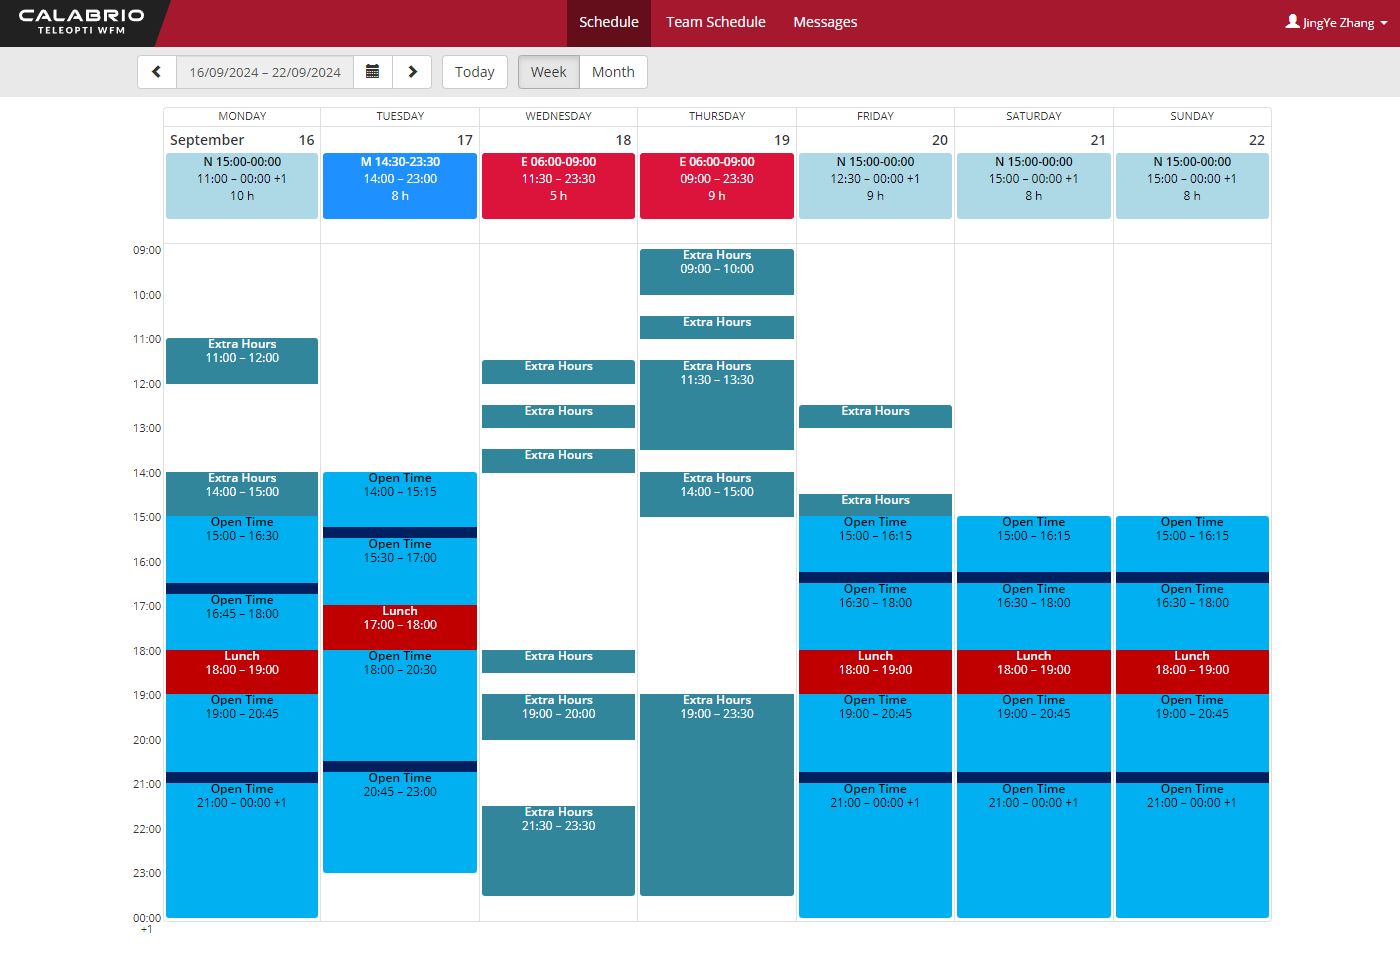 CALABRIO
TELEOPTI WFM
Schedule
Team Schedule
Messages
JingYe Zhang
16/09/2024 – 22/09/2024
Today
Week
Month
MONDAY
TUESDAY
WEDNESDAY
THURSDAY
FRIDAY
SATURDAY
SUNDAY
September 16
17
18
19
20
21
22
N 15:00-00:00
11:00 – 00:00 +1
10 h
M 14:30-23:30
14:00 – 23:00
8 h
E 06:00-09:00
11:30 – 23:30
5 h
E 06:00-09:00
09:00 – 23:30
9 h
N 15:00-00:00
12:30 – 00:00 +1
9 h
N 15:00-00:00
15:00 – 00:00 +1
8 h
N 15:00-00:00
15:00 – 00:00 +1
8 h
09:00
10:00
11:00
12:00
13:00
14:00
15:00
16:00
17:00
18:00
19:00
20:00
21:00
22:00
23:00
00:00
+1
Extra Hours
11:00 – 12:00
Extra Hours
14:00 – 15:00
Open Time
15:00 – 16:30
Open Time
16:45 – 18:00
Lunch
18:00 – 19:00
Open Time
19:00 – 20:45
Open Time
21:00 – 00:00 +1
Open Time
14:00 – 15:15
Open Time
15:30 – 17:00
Lunch
17:00 – 18:00
Open Time
18:00 – 20:30
Open Time
20:45 – 23:00
Extra Hours
Extra Hours
Extra Hours
Extra Hours
Extra Hours
19:00 – 20:00
Extra Hours
21:30 – 23:30
Extra Hours
09:00 – 10:00
Extra Hours
Extra Hours
11:30 – 13:30
Extra Hours
14:00 – 15:00
Extra Hours
19:00 – 23:30
Extra Hours
Extra Hours
Open Time
15:00 – 16:15
Open Time
16:30 – 18:00
Lunch
18:00 – 19:00
Open Time
19:00 – 20:45
Open Time
21:00 – 00:00 +1
Open Time
15:00 – 16:15
Open Time
16:30 – 18:00
Lunch
18:00 – 19:00
Open Time
19:00 – 20:45
Open Time
21:00 – 00:00 +1
Open Time
15:00 – 16:15
Open Time
16:30 – 18:00
Lunch
18:00 – 19:00
Open Time
19:00 – 20:45
Open Time
21:00 – 00:00 +1